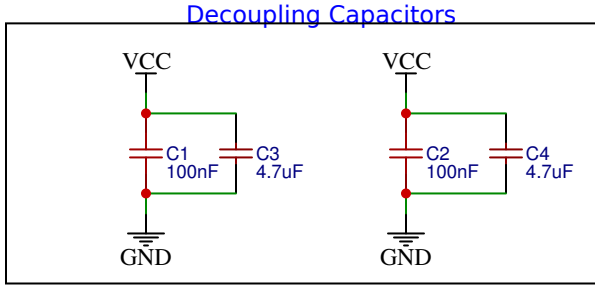 Decoupling Capacitors
VCC
VCC
C1
100nF
C3
4.7uF
C2
100nF
C4
4.7uF
GND
GND